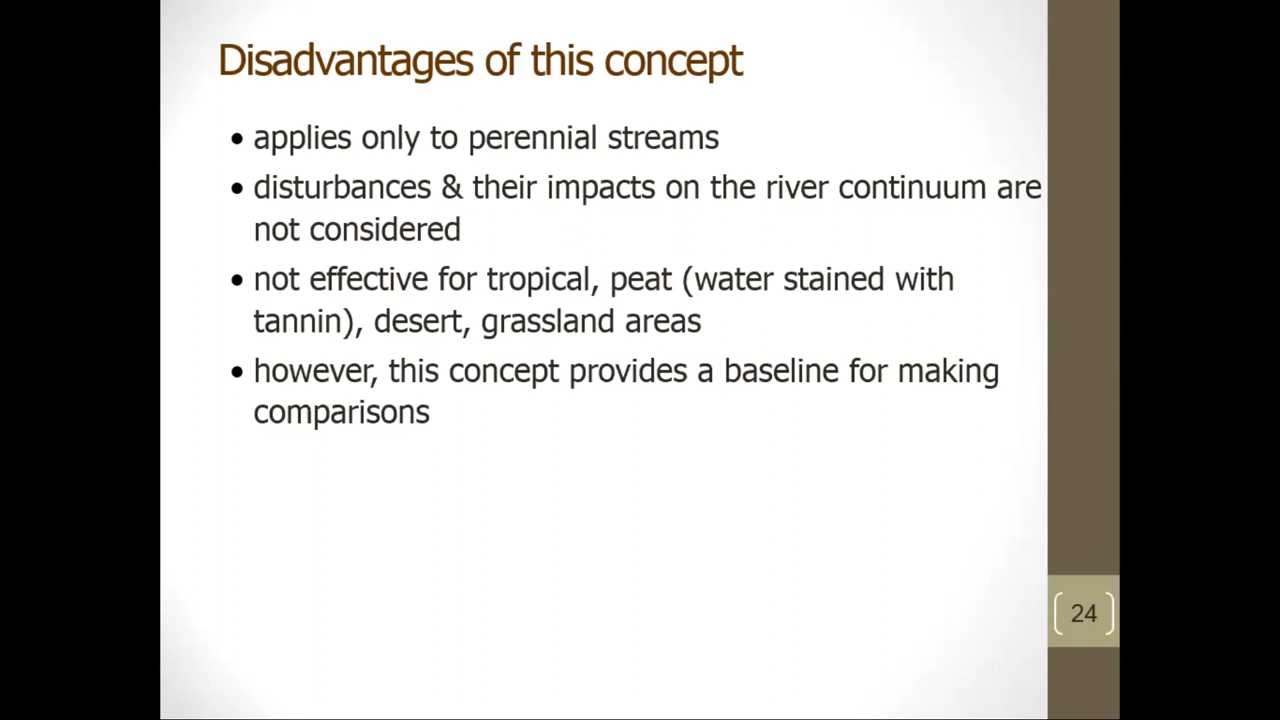 Disadvantages of this concept
• applies only to perennial streams
• disturbances & their impacts on the river continuum are
not considered
• not effective for tropical, peat (water stained with
tannin), desert, grassland areas
• however, this concept provides a baseline for making
comparisons
24